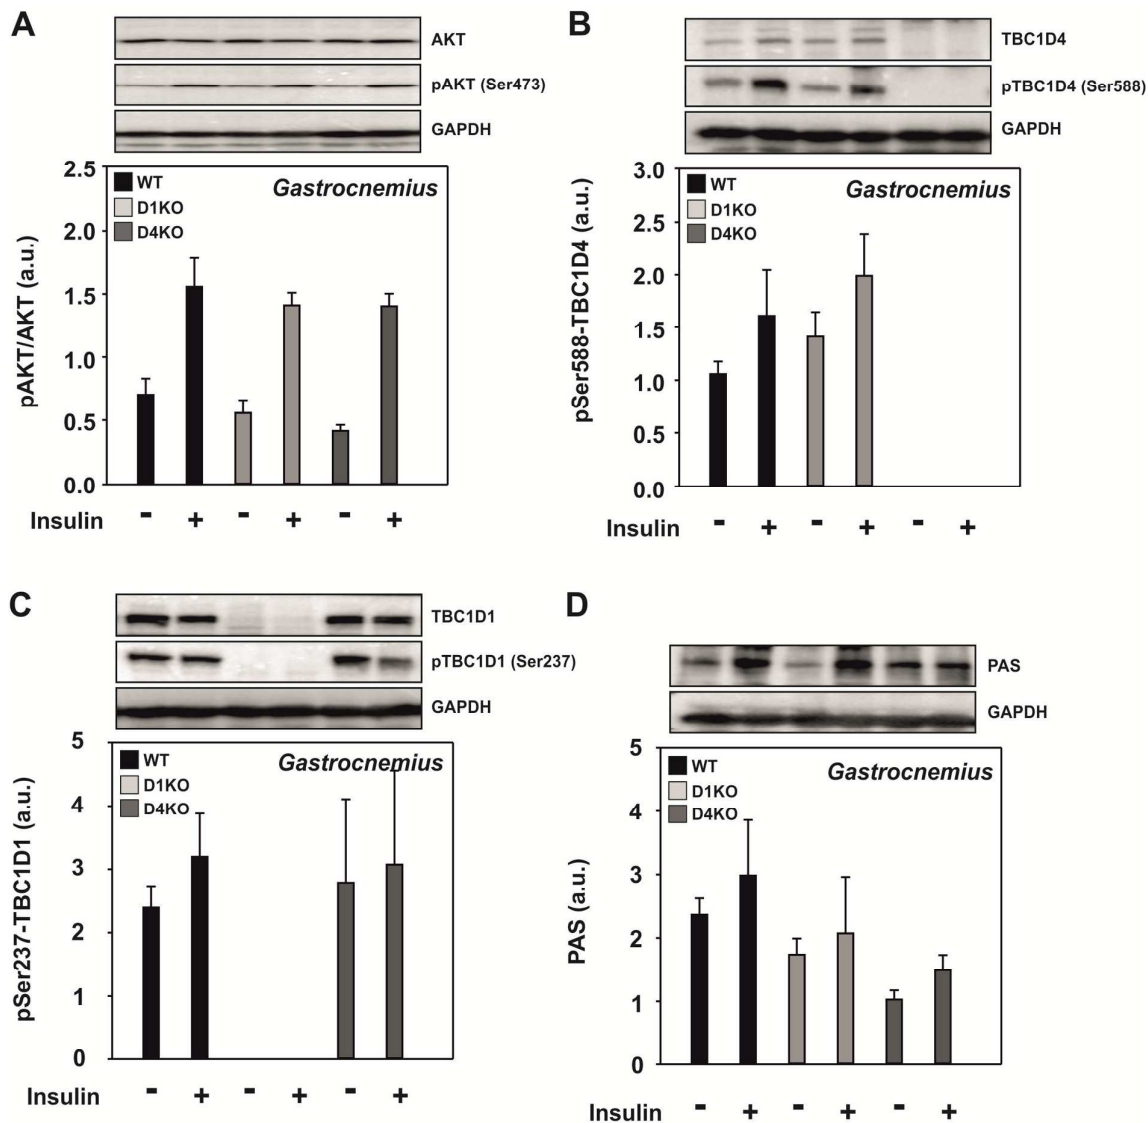 A
AKT
pAKT (Ser473)
GAPDH
2.5
2.0
1.5
1.0
0.5
0.0
pAKT/AKT (a.u.)
WT
D1KO
D4KO
Gastrocnemius
Insulin - + - + - +
B
TBC1D4
pTBC1D4 (Ser588)
GAPDH
3.0
2.5
2.0
1.5
1.0
0.5
0.0
pSer588-TBC1D4 (a.u.)
WT
D1KO
D4KO
Gastrocnemius
Insulin - + - + - +
C
TBC1D1
pTBC1D1 (Ser237)
GAPDH
5
4
3
2
1
0
pSer237-TBC1D1 (a.u.)
WT
D1KO
D4KO
Gastrocnemius
Insulin - + - + - +
D
PAS
GAPDH
5
4
3
2
1
0
PAS (a.u.)
WT
D1KO
D4KO
Gastrocnemius
Insulin - + - + - +